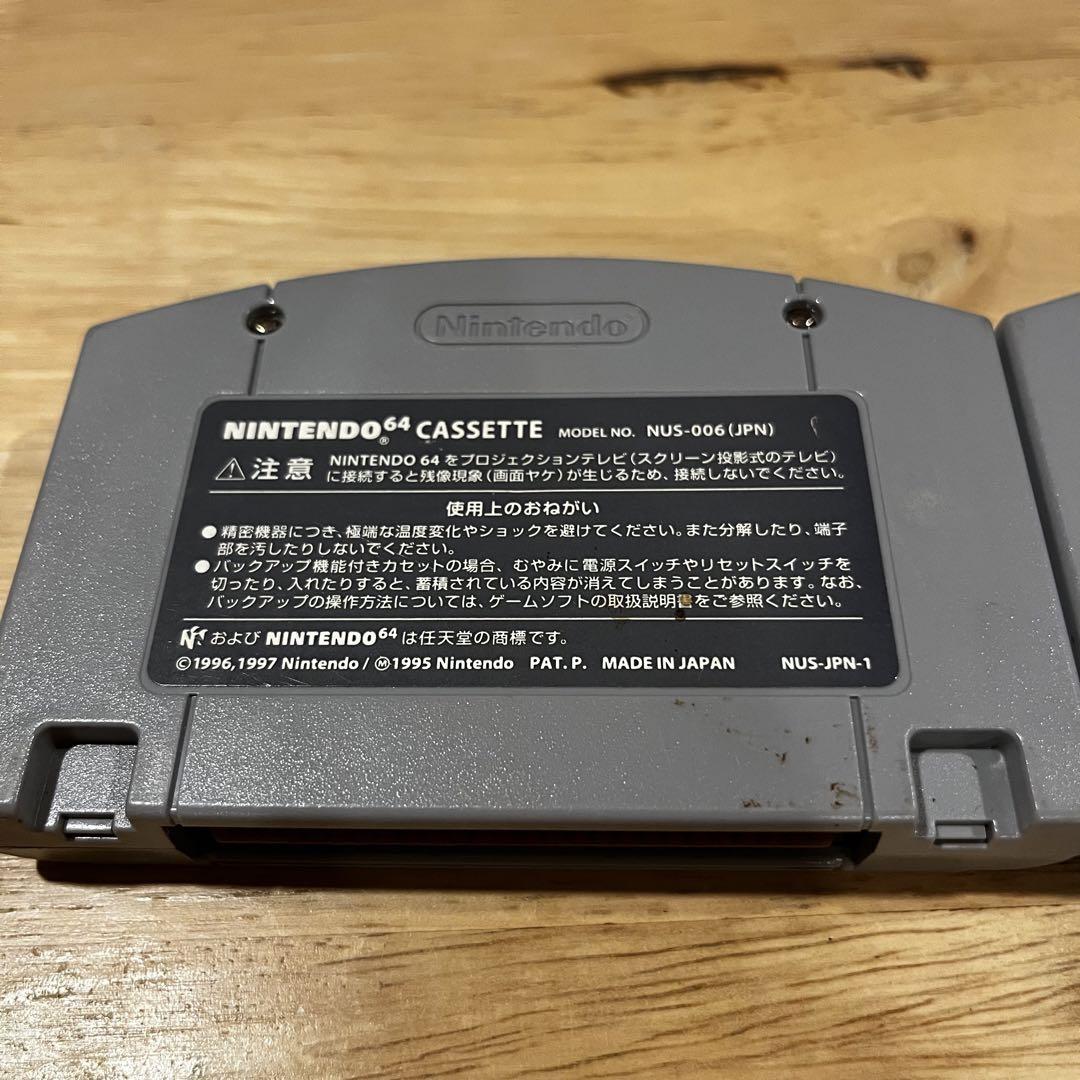 Nintendo
NINTENDO64® CASSETTE MODEL NO. NUS-006(JPN)
⚠注意 NINTENDO 64をプロジェクションテレビ(スクリーン投影式のテレビ)
に接続すると残像現象(画面ヤケ)が生じるため、接続しないでください。
使用上のおねがい
●精密機器につき、極端な温度変化やショックを避けてください。また分解したり、端子
部を汚したりしないでください。
●バックアップ機能付きカセットの場合、むやみに電源スイッチやリセットスイッチを
切ったり、入れたりすると、蓄積されている内容が消えてしまうことがあります。なお、
バックアップの操作方法については、ゲームソフトの取扱説明書をご参照ください。
N およびNINTENDO64は任天堂の商標です。
©1996,1997 Nintendo/Ⓜ1995 Nintendo PAT. P. MADE IN JAPAN NUS-JPN-1